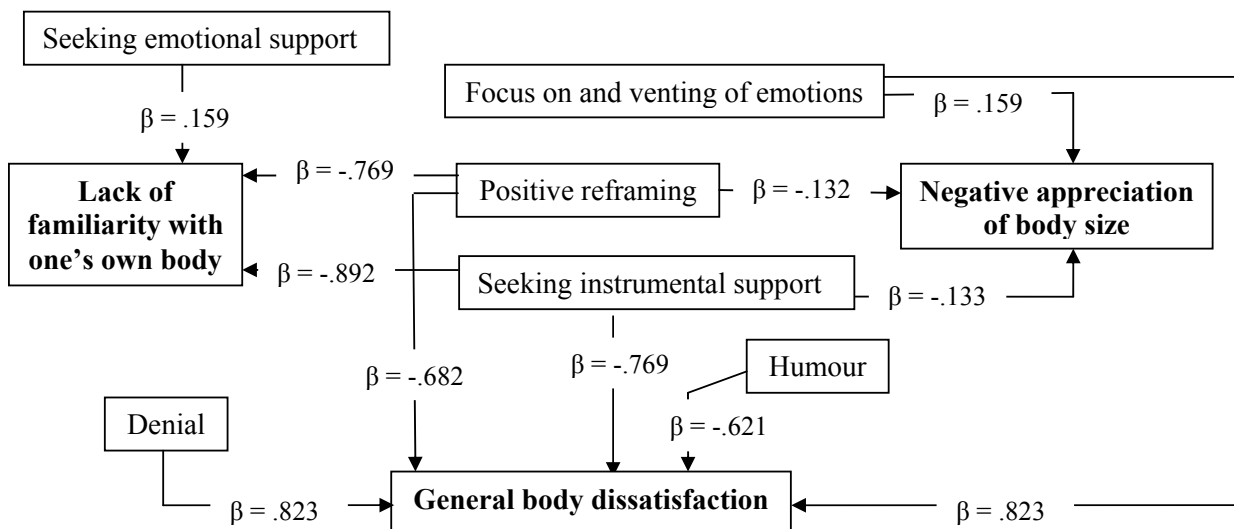 Seeking emotional support
Focus on and venting of emotions
β = .159
β = .159
β = -.769
Lack of
familiarity with
one’s own body
Positive reframing
β = -.132
Negative appreciation
of body size
β = -.892
Seeking instrumental support
β = -.133
β = -.682
β = -.769
Humour
Denial
β = -.621
β = .823
General body dissatisfaction
β = .823